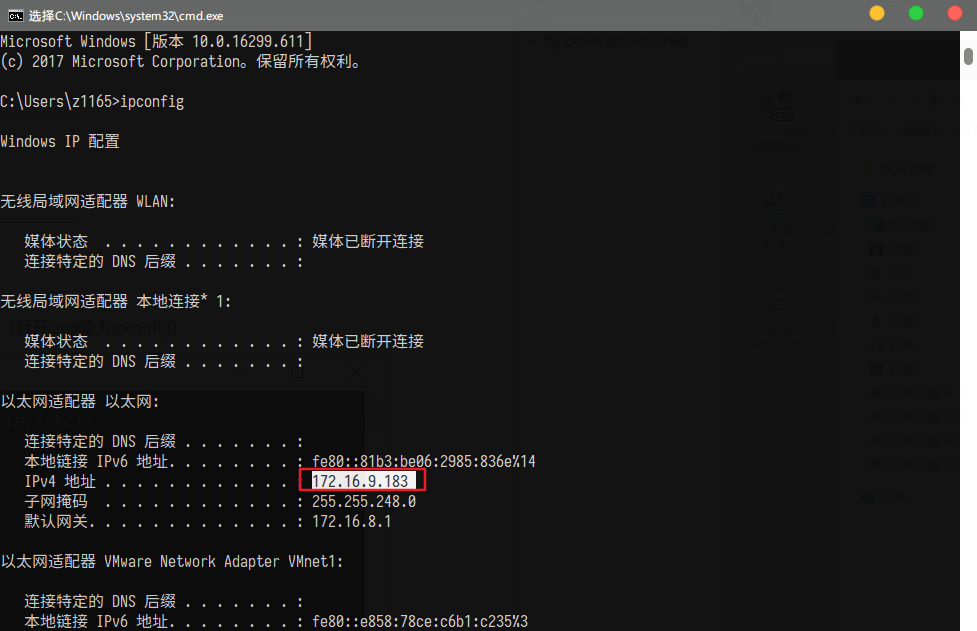 选择C:\Windows\system32\cmd.exe
Microsoft Windows [版本 10.0.16299.611]
(c) 2017 Microsoft Corporation。保留所有权利。
C:\Users\z1165>ipconfig
Windows IP 配置
无线局域网适配器 WLAN:
媒体状态 . . . . . . . . . . . . : 媒体已断开连接
连接特定的 DNS 后缀 . . . . . . . :
无线局域网适配器 本地连接* 1:
媒体状态 . . . . . . . . . . . . : 媒体已断开连接
连接特定的 DNS 后缀 . . . . . . . :
以太网适配器 以太网:
连接特定的 DNS 后缀 . . . . . . . :
本地链接 IPv6 地址. . . . . . . . : fe80::81b3:be06:2985:836e%14
IPv4 地址 . . . . . . . . . . . . : 172.16.9.183
子网掩码 . . . . . . . . . . . . : 255.255.248.0
默认网关. . . . . . . . . . . . . : 172.16.8.1
以太网适配器 VMware Network Adapter VMnet1:
连接特定的 DNS 后缀 . . . . . . . :
本地链接 IPv6 地址. . . . . . . . : fe80::e858:78ce:c6b1:c235%3